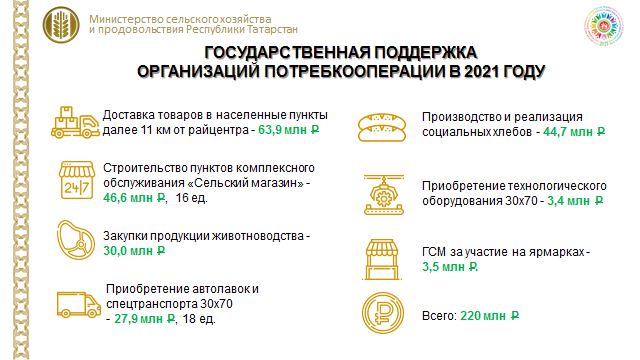 Министерство сельского хозяйства
и продовольствия Республики Татарстан
ГОСУДАРСТВЕННАЯ ПОДДЕРЖКА
ОРГАНИЗАЦИЙ ПОТРЕБКООПЕРАЦИИ В 2021 ГОДУ
Доставка товаров в населенные пункты
далее 11 км от райцентра - 63,9 млн ₽
24|7
Строительство пунктов комплексного
обслуживания «Сельский магазин» -
46,6 млн ₽, 16 ед.
Закупки продукции животноводства -
30,0 млн ₽
Приобретение автолавок и
спецтранспорта 30х70
- 27,9 млн ₽, 18 ед.
Производство и реализация
социальных хлебов - 44,7 млн ₽
Приобретение технологического
оборудования 30х70 - 3,4 млн ₽
ГСМ за участие на ярмарках -
3,5 млн ₽.
₽
Всего: 220 млн ₽